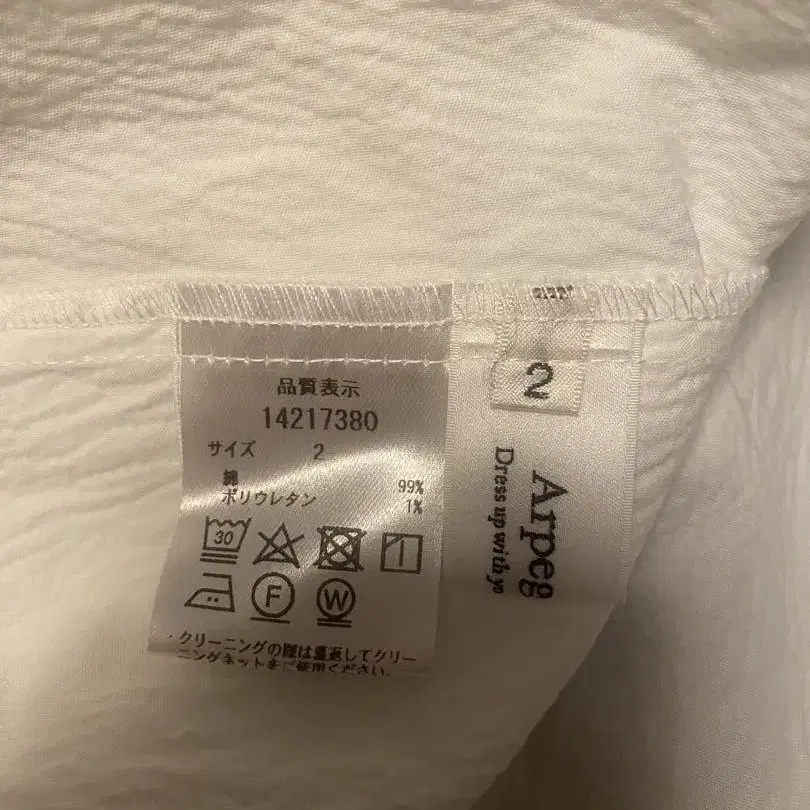 品質表示
14217380
サイズ 2
綿 99%
ポリウレタン 1%
30
F W
・クリーニングの際は裏返してクリー
ニングネットをご使用ください。
2
Arpeg
Dress up with yo